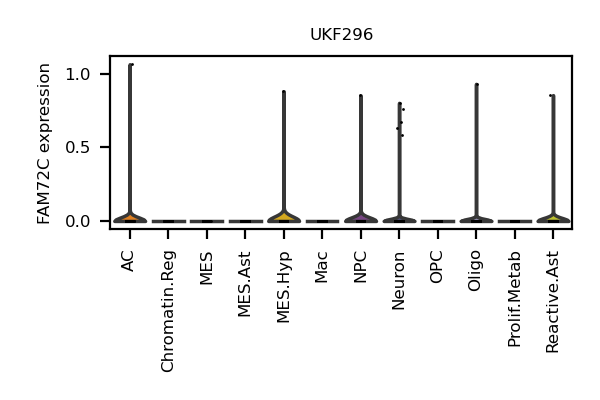 UKF296
FAM72C expression
1.0
0.5
0.0
AC
Chromatin.Reg
MES
MES.Ast
MES.Hyp
Mac
NPC
Neuron
OPC
Oligo
Prolif.Metab
Reactive.Ast